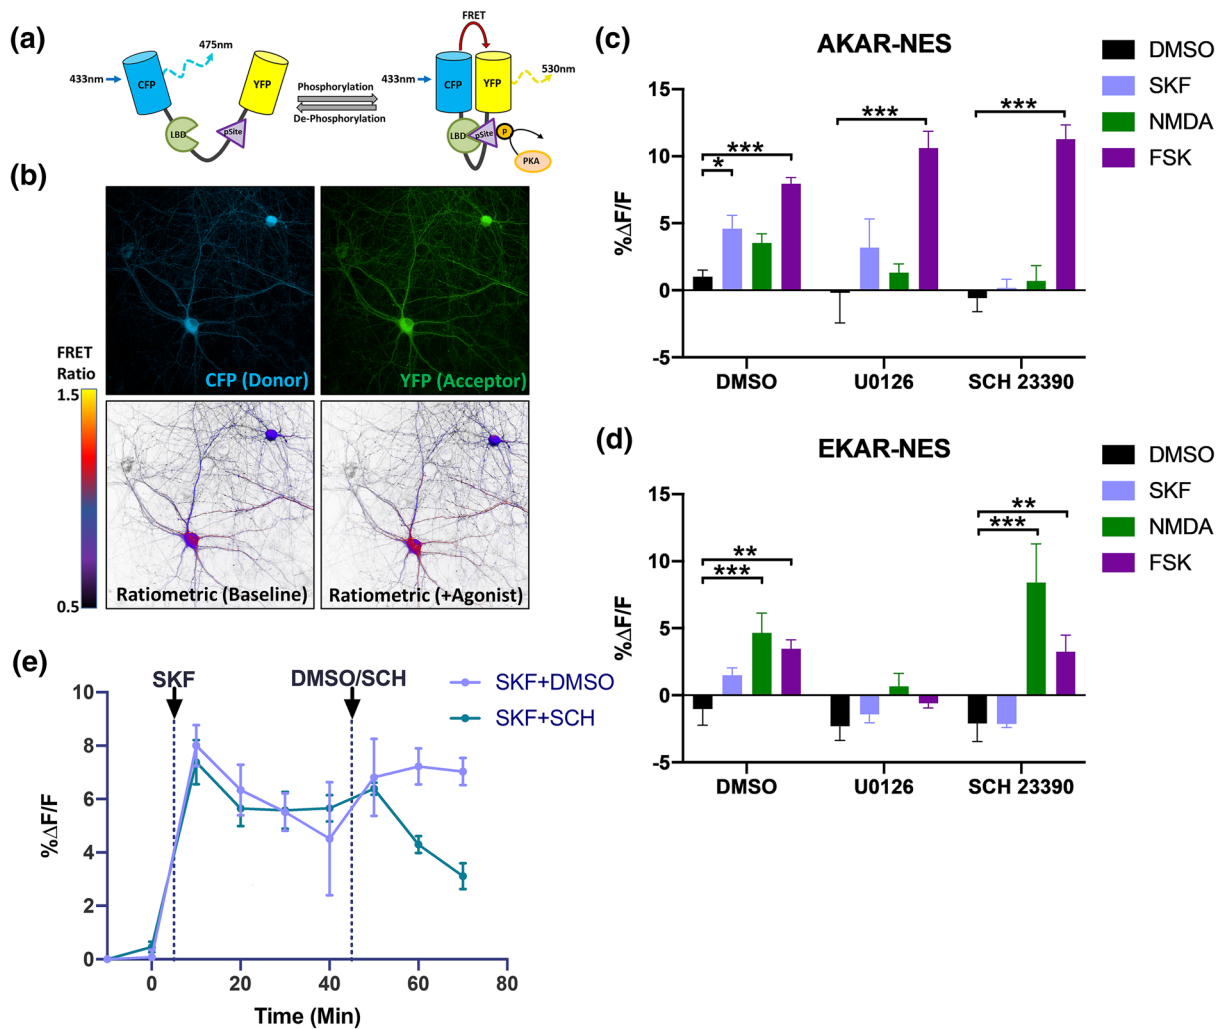 (a)
FRET
475nm
433nm
CFP
YFP
LBD
pSite
Phosphorylation
De-Phosphorylation
433nm
CFP
YFP
530nm
LBD
pSite
P
PKA
(b)
CFP (Donor)
YFP (Acceptor)
FRET
Ratio
1.5
0.5
Ratiometric (Baseline)
Ratiometric (+Agonist)
(c)
AKAR-NES
DMSO
SKF
NMDA
FSK
%ΔF/F
15
10
5
0
-5
*
***
***
***
DMSO
U0126
SCH 23390
(d)
EKAR-NES
DMSO
SKF
NMDA
FSK
%ΔF/F
15
10
5
0
-5
**
***
**
***
DMSO
U0126
SCH 23390
(e)
SKF
DMSO/SCH
SKF+DMSO
SKF+SCH
%ΔF/F
10
8
6
4
2
0
0
20
40
60
80
Time (Min)